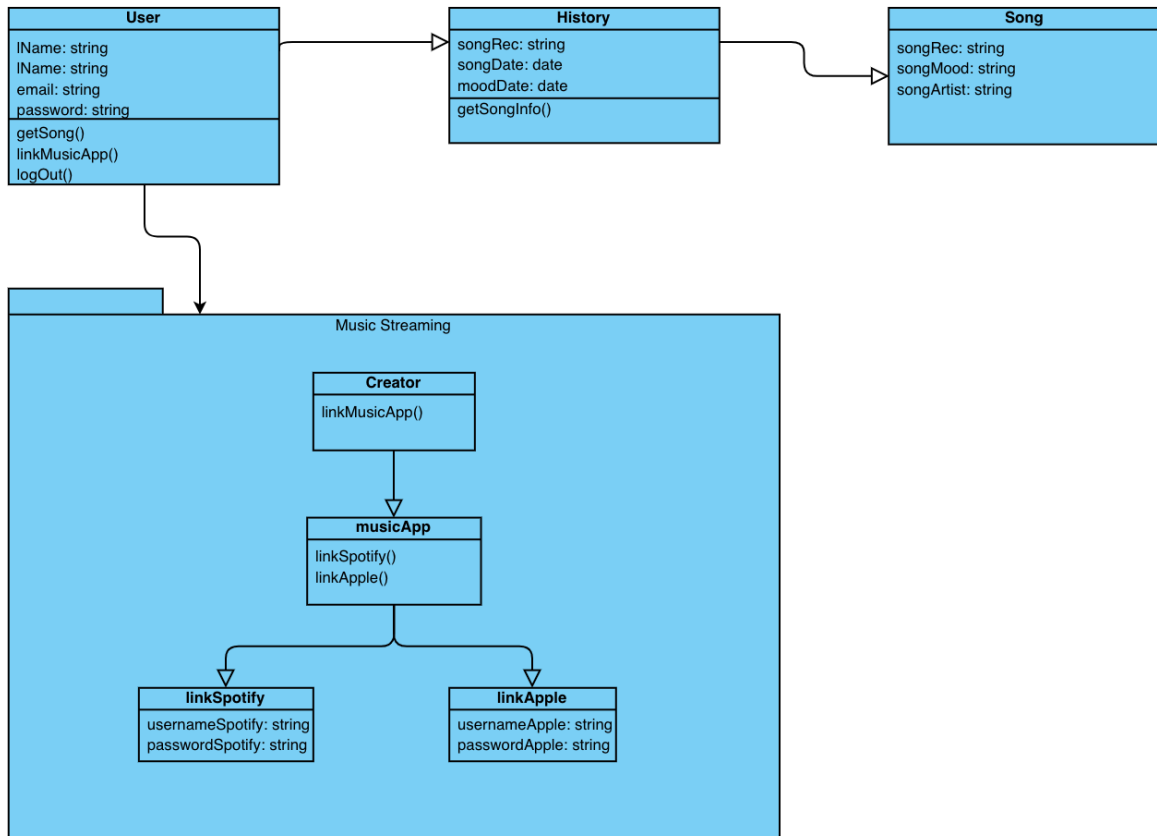 User
lName: string
lName: string
email: string
password: string
getSong()
linkMusicApp()
logOut()
History
songRec: string
songDate: date
moodDate: date
getSongInfo()
Song
songRec: string
songMood: string
songArtist: string
Music Streaming
Creator
linkMusicApp()
musicApp
linkSpotify()
linkApple()
linkSpotify
usernameSpotify: string
passwordSpotify: string
linkApple
usernameApple: string
passwordApple: string